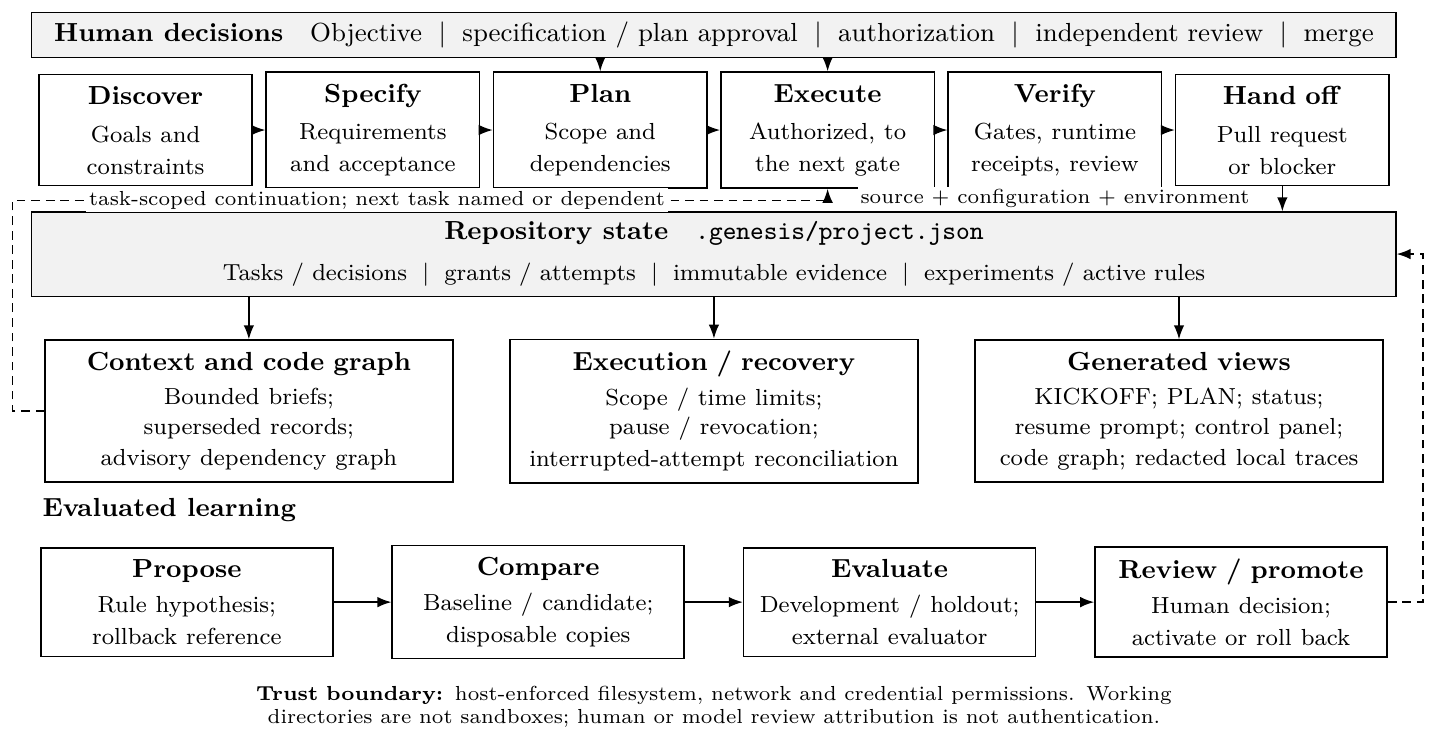 Human decisions Objective | specification / plan approval | authorization | independent review | merge
Discover
Goals and
constraints
Specify
Requirements
and acceptance
Plan
Scope and
dependencies
Execute
Authorized, to
the next gate
Verify
Gates, runtime
receipts, review
Hand off
Pull request
or blocker
task-scoped continuation; next task named or dependent
source + configuration + environment
Repository state .genesis/project.json
Tasks / decisions | grants / attempts | immutable evidence | experiments / active rules
Context and code graph
Bounded briefs;
superseded records;
advisory dependency graph
Execution / recovery
Scope / time limits;
pause / revocation;
interrupted-attempt reconciliation
Generated views
KICKOFF; PLAN; status;
resume prompt; control panel;
code graph; redacted local traces
Evaluated learning
Propose
Rule hypothesis;
rollback reference
Compare
Baseline / candidate;
disposable copies
Evaluate
Development / holdout;
external evaluator
Review / promote
Human decision;
activate or roll back
Trust boundary: host-enforced filesystem, network and credential permissions. Working
directories are not sandboxes; human or model review attribution is not authentication.